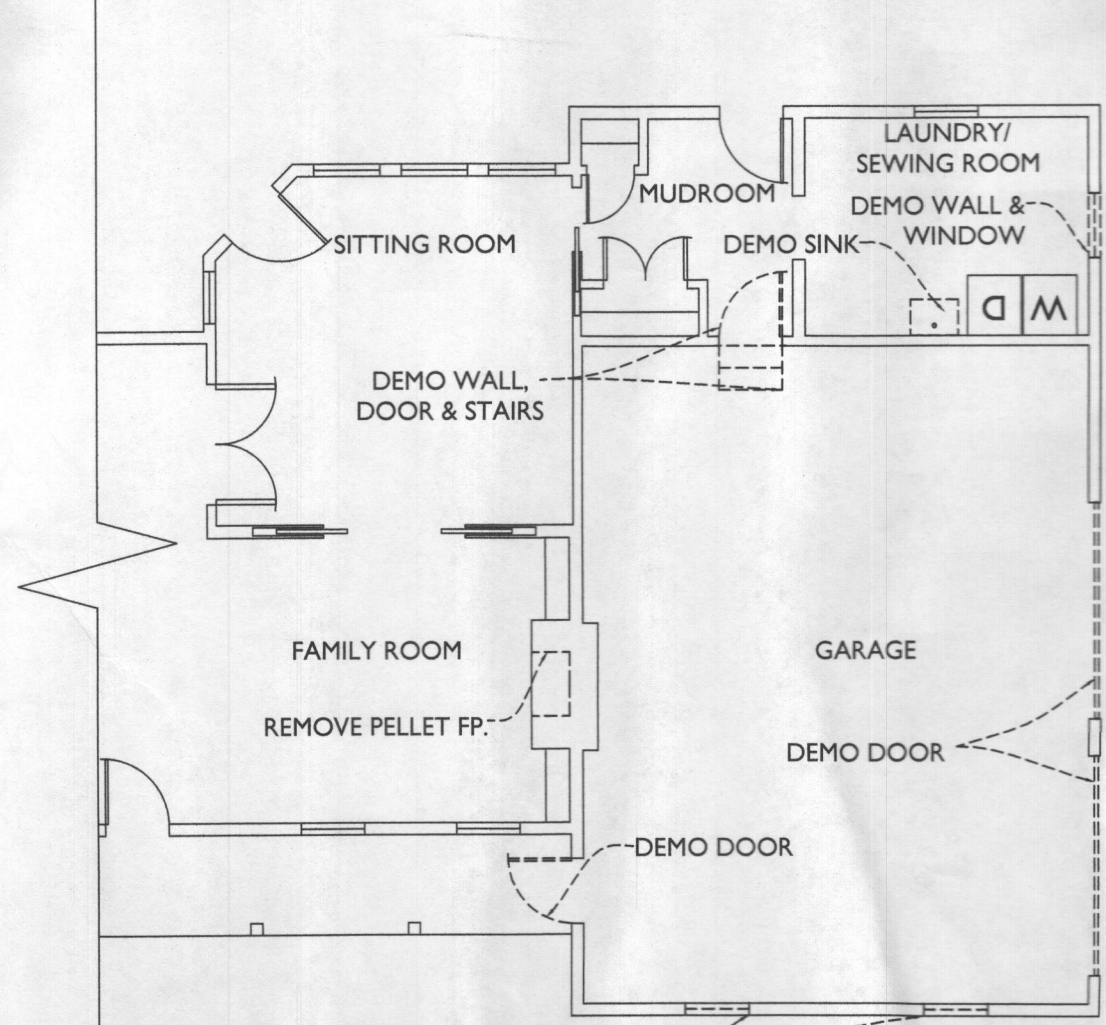 LAUNDRY/
SEWING ROOM
MUDROOM
DEMO WALL &
WINDOW
SITTING ROOM
DEMO SINK
D
W
DEMO WALL,
DOOR & STAIRS
FAMILY ROOM
GARAGE
REMOVE PELLET FP.
DEMO DOOR
DEMO DOOR